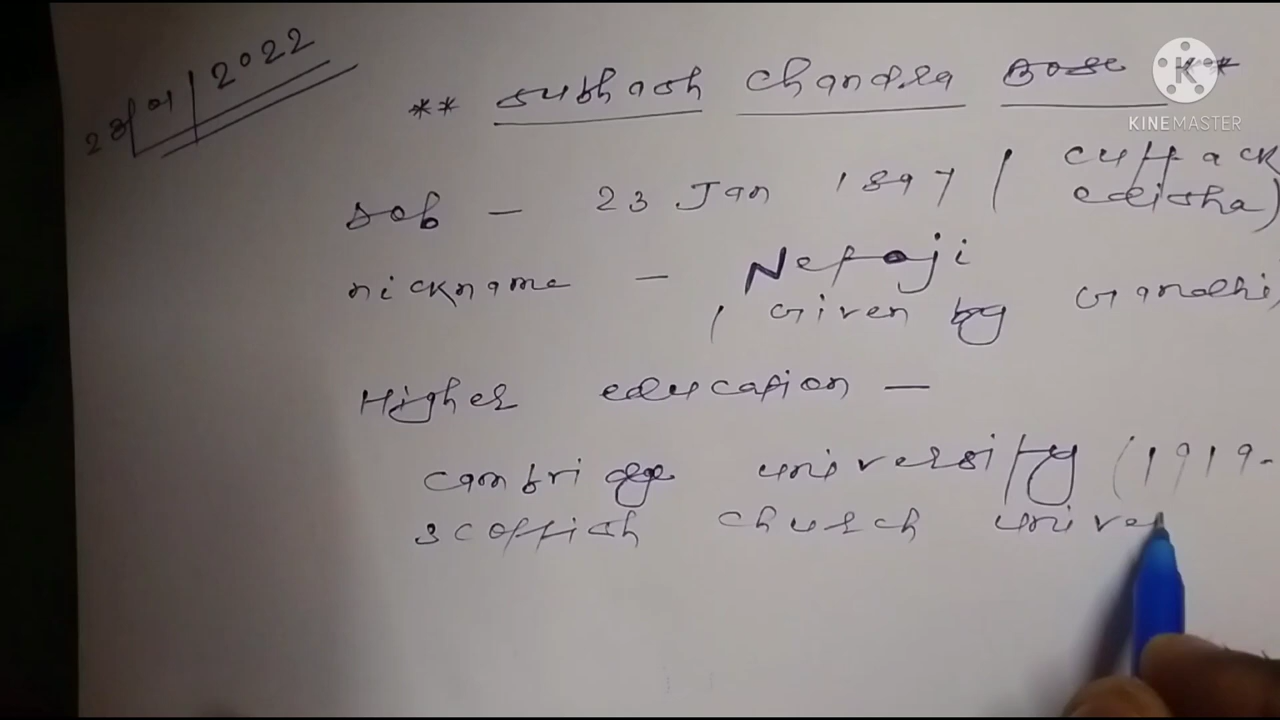 23/01/2022
** Subhash Chandra Bose **
KINEMASTER
DOB - 23 Jan 1897 / Cuttack
Odisha)
nickname - Netaji
( Given by Gandhi)
Higher education -
Cambridge university (1919-
Scottish church unive